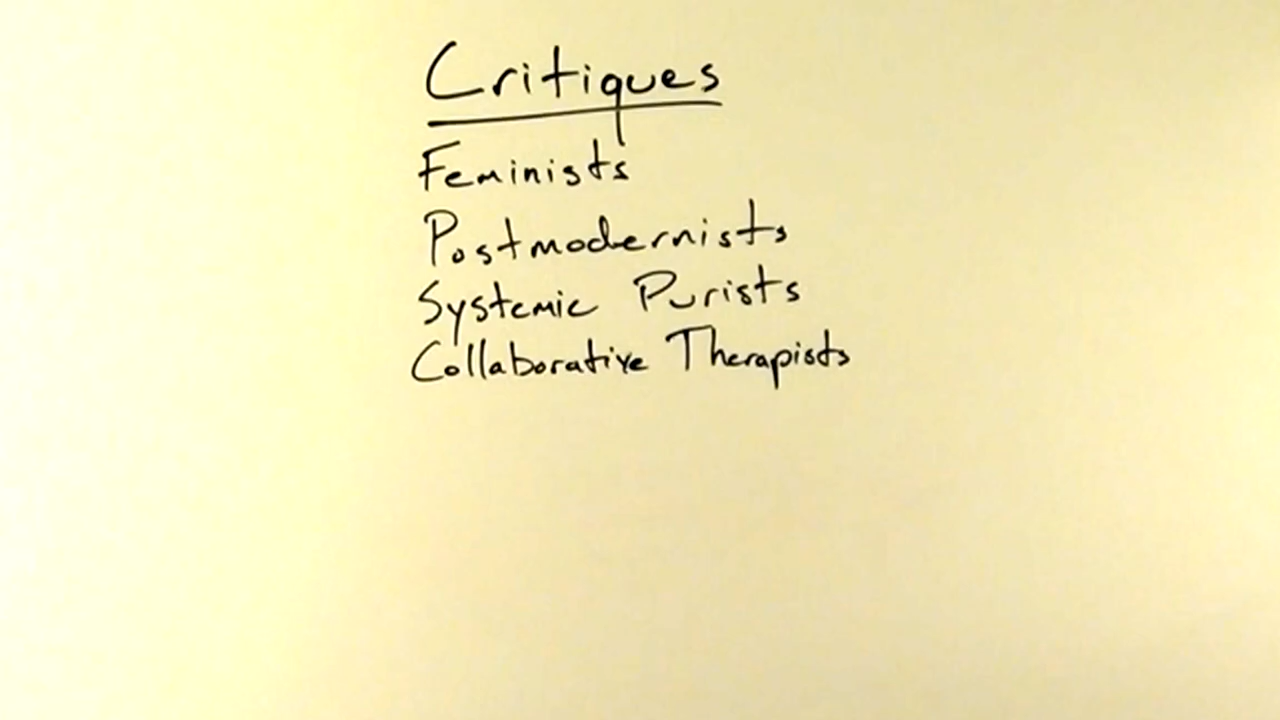 Critiques
Feminists
Postmodernists
Systemic Purists
Collaborative Therapists